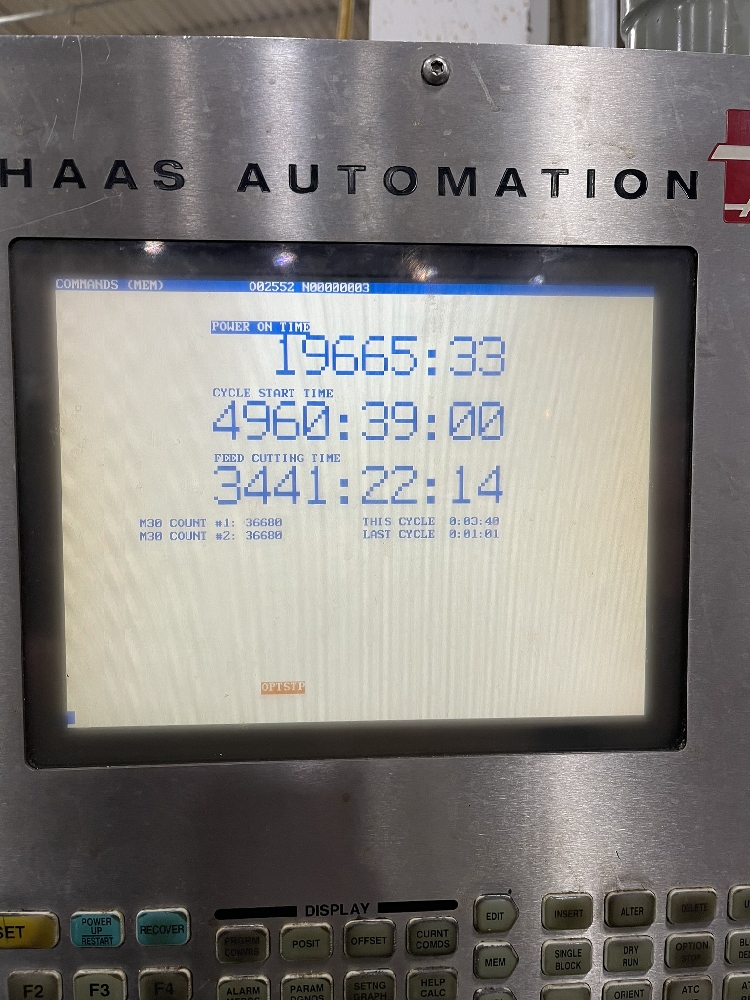 HAAS AUTOMATION
COMMANDS (MEM) O02552 N00000003
POWER ON TIME
19665:33
CYCLE START TIME
4960:39:00
FEED CUTTING TIME
3441:22:14
M30 COUNT #1: 36680 THIS CYCLE 0:03:40
M30 COUNT #2: 36680 LAST CYCLE 0:01:01
OPTSTP
DISPLAY
POWER UP RESTART
RECOVER
PRGRM CONVRS
POSIT
OFFSET
CURNT COMDS
EDIT
INSERT
ALTER
DELETE
MEM
SINGLE BLOCK
DRY RUN
OPTION STOP
F2
F3
F4
ALARM
PARAM DGNOS
SETNG GRAPH
HELP CALC
ORIENT
ATC